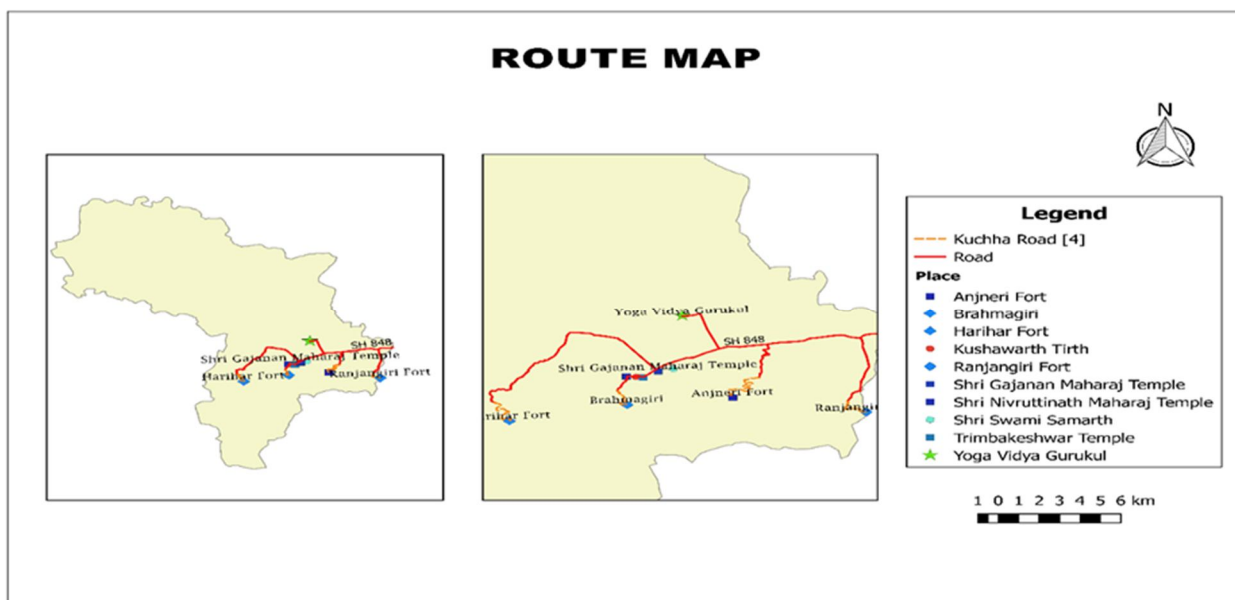 ROUTE MAP
N
SH 848
Shri Gajanan Maharaj Temple
Harihar Fort
Ranjangiri Fort
Yoga Vidya Gurukul
SH 848
Shri Gajanan Maharaj Temple
Brahmagiri
Anjneri Fort
rihar Fort
Ranjangiri
Legend
Kuchha Road [4]
Road
Place
Anjneri Fort
Brahmagiri
Harihar Fort
Kushawarth Tirth
Ranjangiri Fort
Shri Gajanan Maharaj Temple
Shri Nivruttinath Maharaj Temple
Shri Swami Samarth
Trimbakeshwar Temple
Yoga Vidya Gurukul
1 0 1 2 3 4 5 6 km